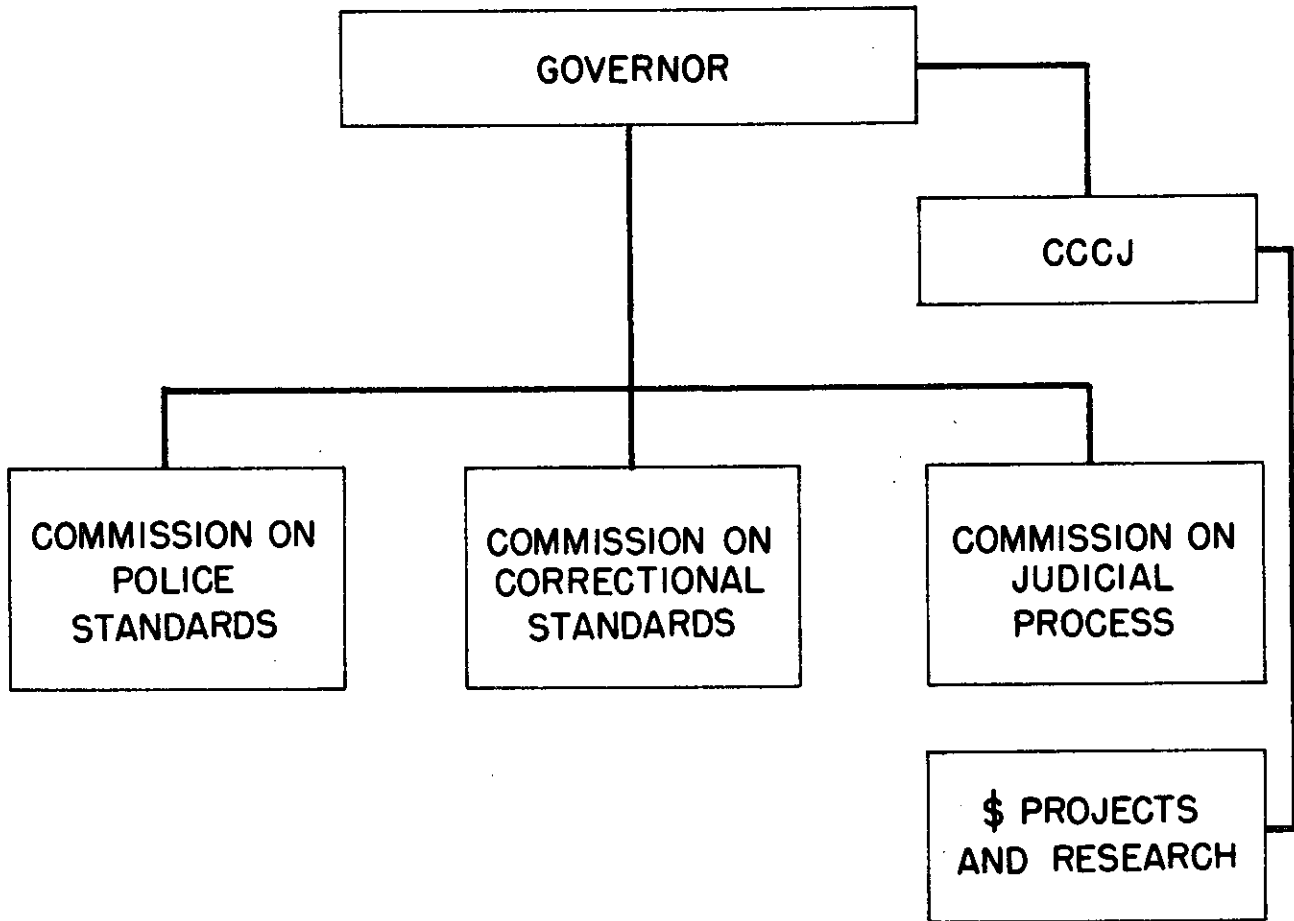 GOVERNOR
CCCJ
COMMISSION ON
POLICE
STANDARDS
COMMISSION ON
CORRECTIONAL
STANDARDS
COMMISSION ON
JUDICIAL
PROCESS
$ PROJECTS
AND RESEARCH